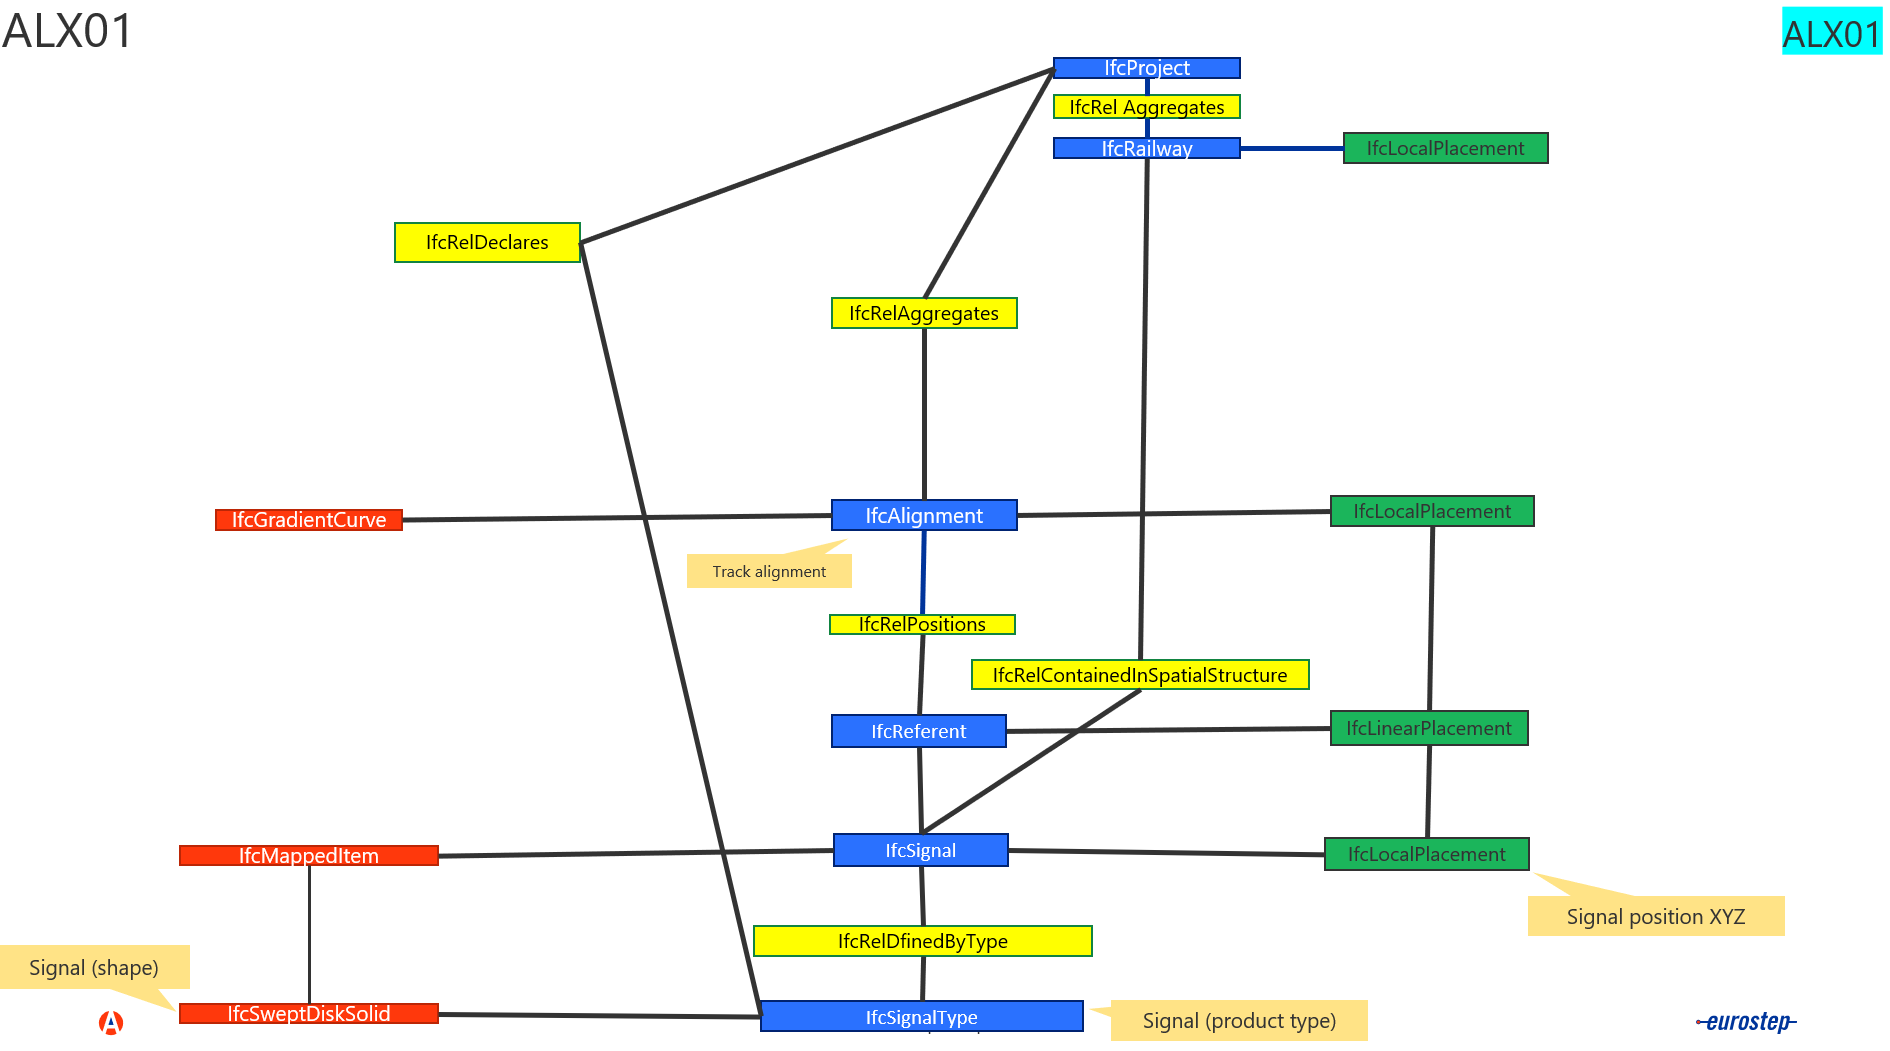 ALX01
ALX01
IfcProject
IfcRel Aggregates
IfcRailway
IfcLocalPlacement
IfcRelDeclares
IfcRelAggregates
IfcGradientCurve
IfcAlignment
IfcLocalPlacement
Track alignment
IfcRelPositions
IfcRelContainedInSpatialStructure
IfcReferent
IfcLinearPlacement
IfcMappedItem
IfcSignal
IfcLocalPlacement
Signal position XYZ
IfcRelDfinedByType
Signal (shape)
IfcSweptDiskSolid
IfcSignalType
Signal (product type)
eurostep